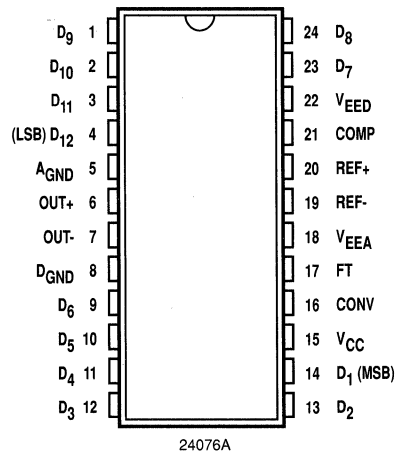 D9 1 24 D8
D10 2 23 D7
D11 3 22 VEED
(LSB) D12 4 21 COMP
AGND 5 20 REF+
OUT+ 6 19 REF-
OUT- 7 18 VEEA
DGND 8 17 FT
D6 9 16 CONV
D5 10 15 VCC
D4 11 14 D1 (MSB)
D3 12 13 D2
24076A